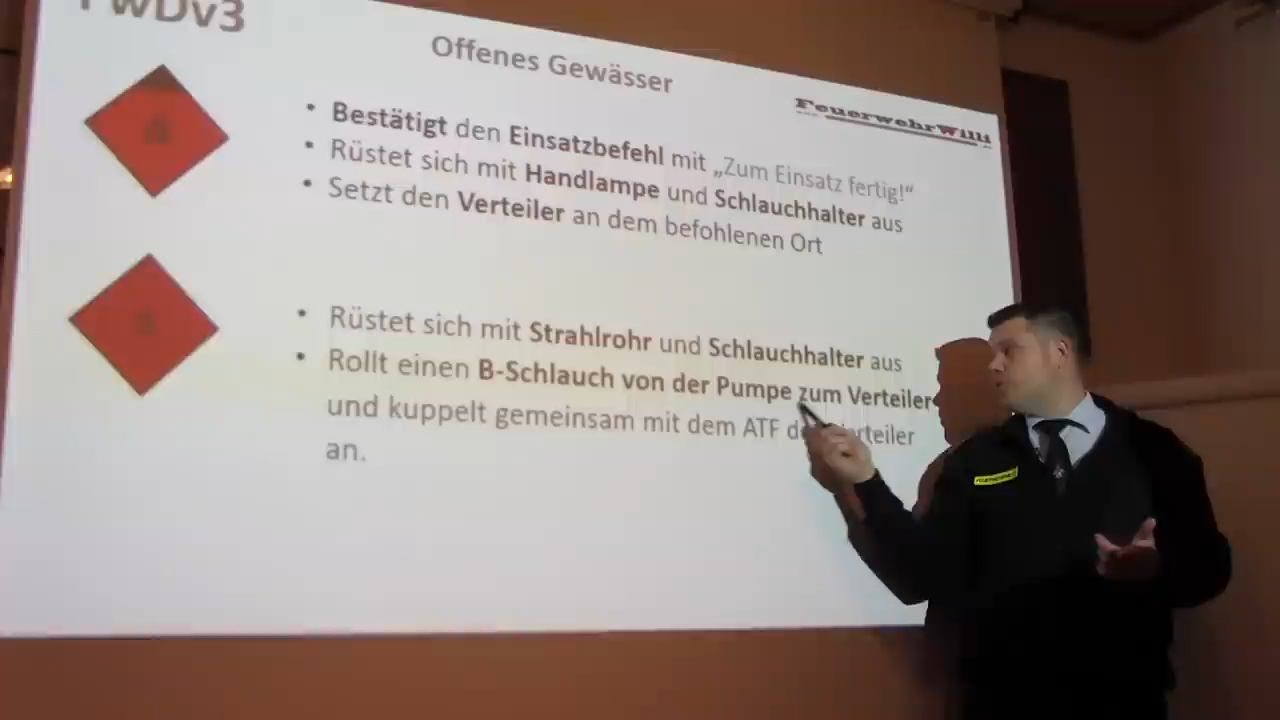 FwDv3
Offenes Gewässer
FeuerwehrWilli
• Bestätigt den Einsatzbefehl mit „Zum Einsatz fertig!“
• Rüstet sich mit Handlampe und Schlauchhalter aus
• Setzt den Verteiler an dem befohlenen Ort
• Rüstet sich mit Strahlrohr und Schlauchhalter aus
• Rollt einen B-Schlauch von der Pumpe zum Verteiler
und kuppelt gemeinsam mit dem ATF Verteiler
an.